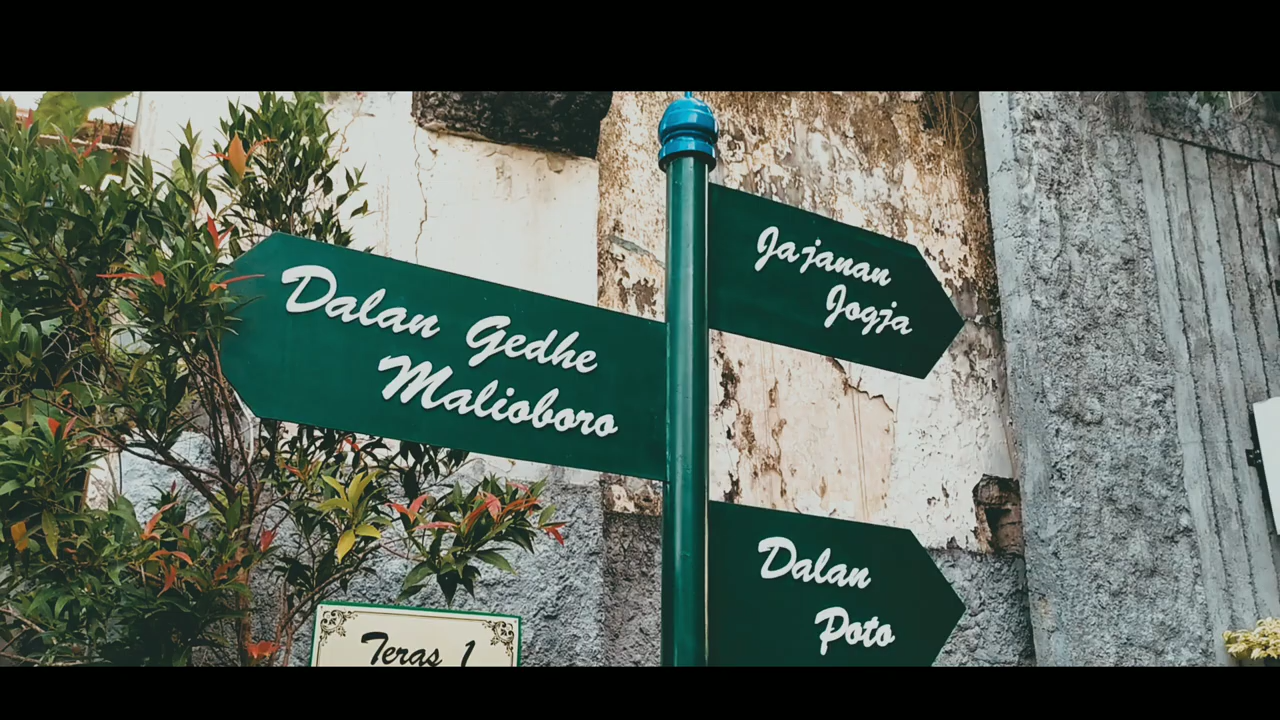 Dalan Gedhe
Malioboro
Jajanan
Jogja
Dalan
Poto
Teras 1